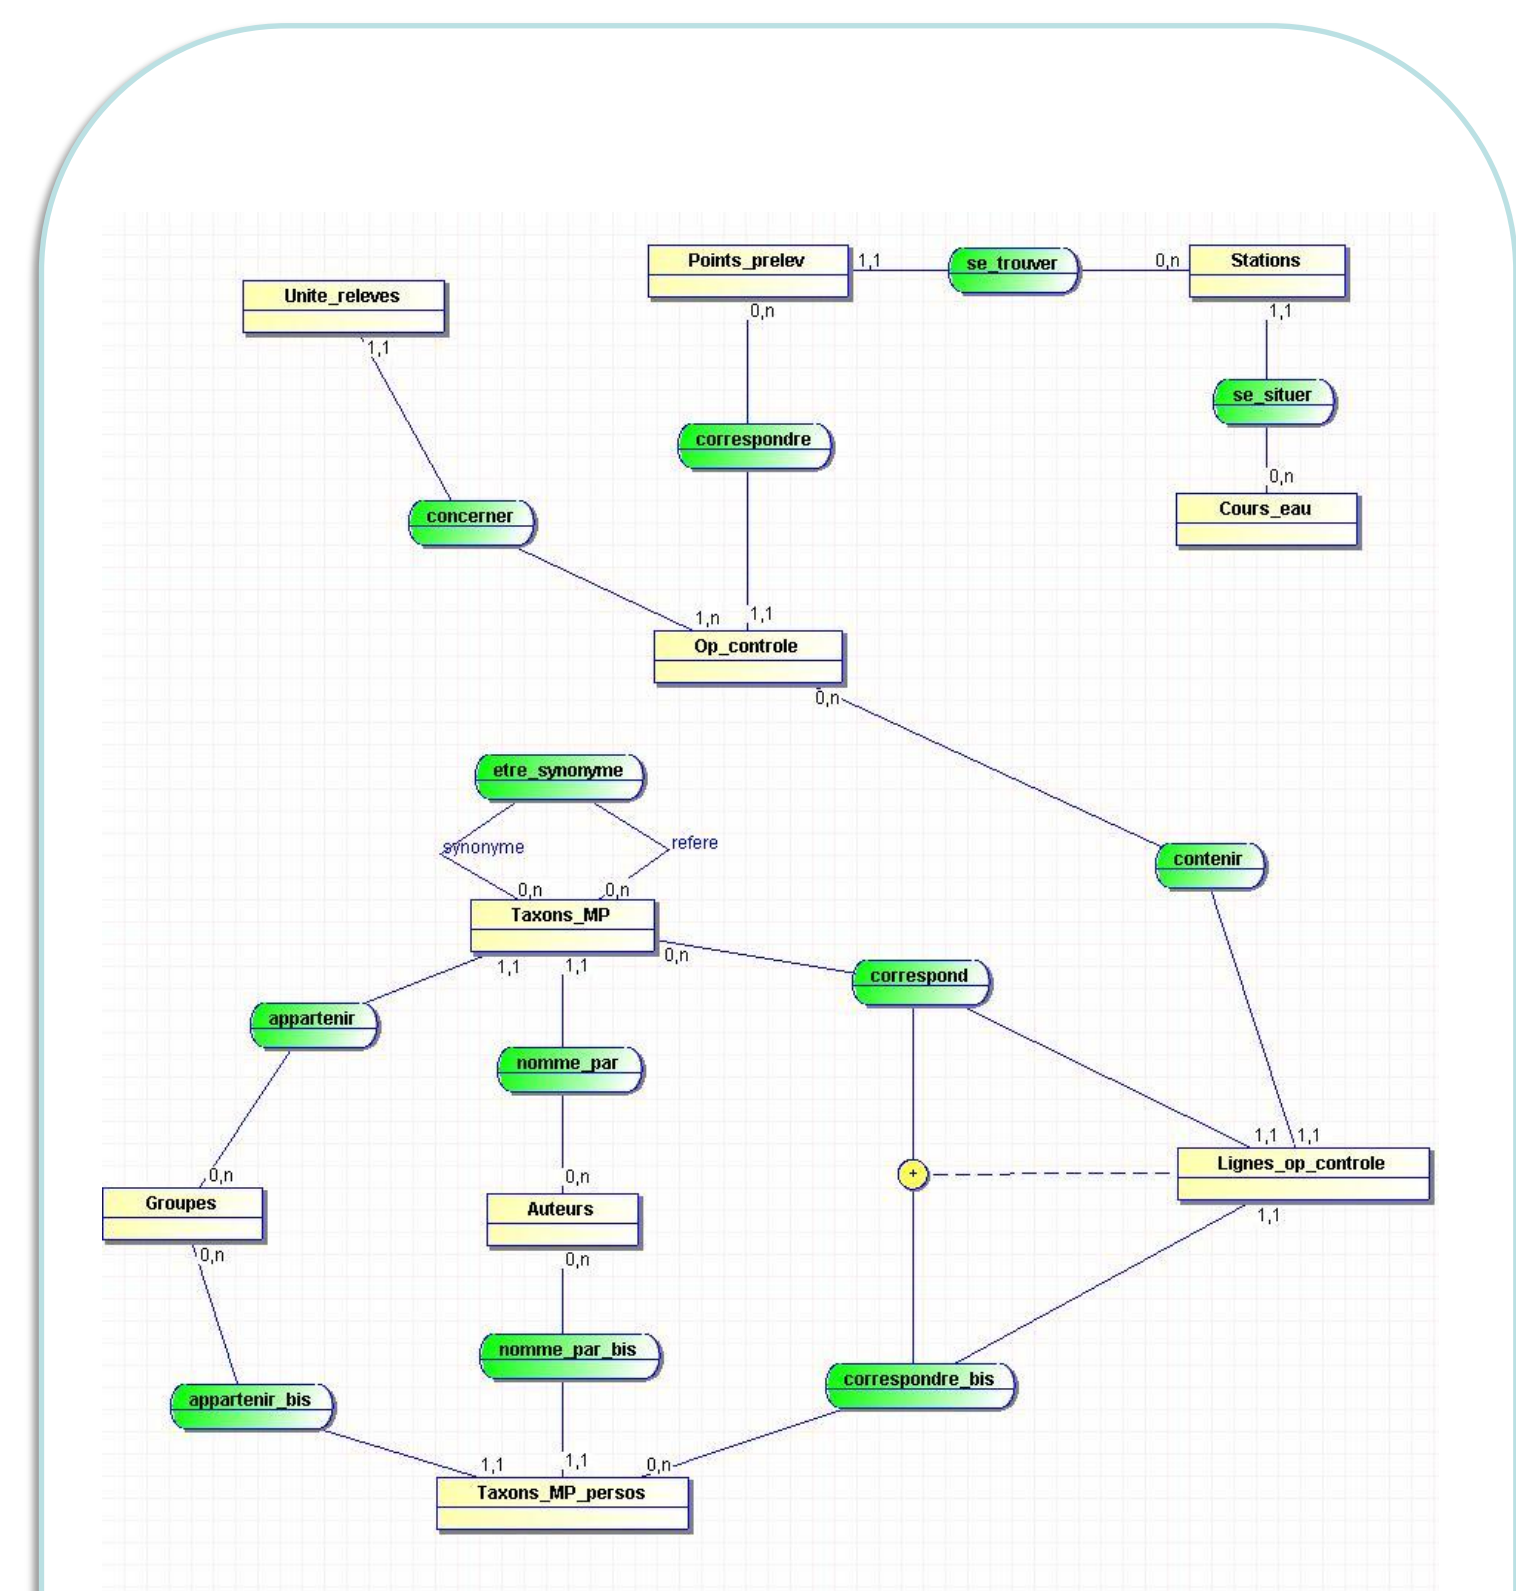 Points_prelev
1,1
se_trouver
0,n
Stations
Unite_releves
1,1
0,n
1,1
se_situer
correspondre
0,n
Cours_eau
concerner
1,n
1,1
Op_controle
0,n
etre_synonyme
synonyme
refere
0,n
0,n
contenir
Taxons_MP
1,1
1,1
0,n
correspond
appartenir
nomme_par
1,1
1,1
0,n
0,n
+
Lignes_op_controle
Groupes
Auteurs
1,1
0,n
0,n
nomme_par_bis
correspondre_bis
appartenir_bis
1,1
1,1
0,n
Taxons_MP_persos